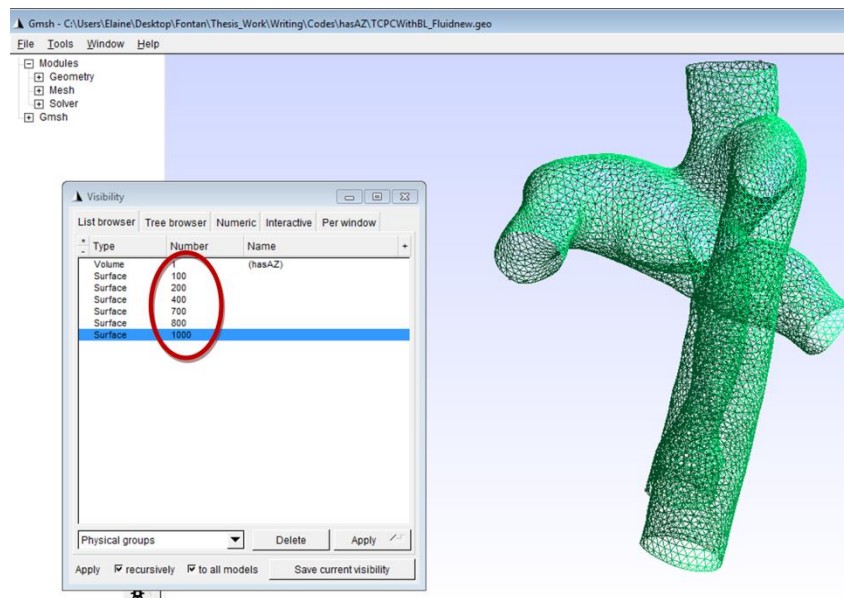 Gmsh - C:\Users\Elaine\Desktop\Fontan\Thesis_Work\Writing\Codes\hasAZ\TCPCWithBL_Fluidnew.geo
File Tools Window Help
Modules
Geometry
Mesh
Solver
Gmsh
Visibility
List browser Tree browser Numeric Interactive Per window
* - Type Number Name +
Volume 1 (hasAZ)
Surface 100
Surface 200
Surface 400
Surface 700
Surface 800
Surface 1000
Physical groups Delete Apply
Apply recursively to all models Save current visibility